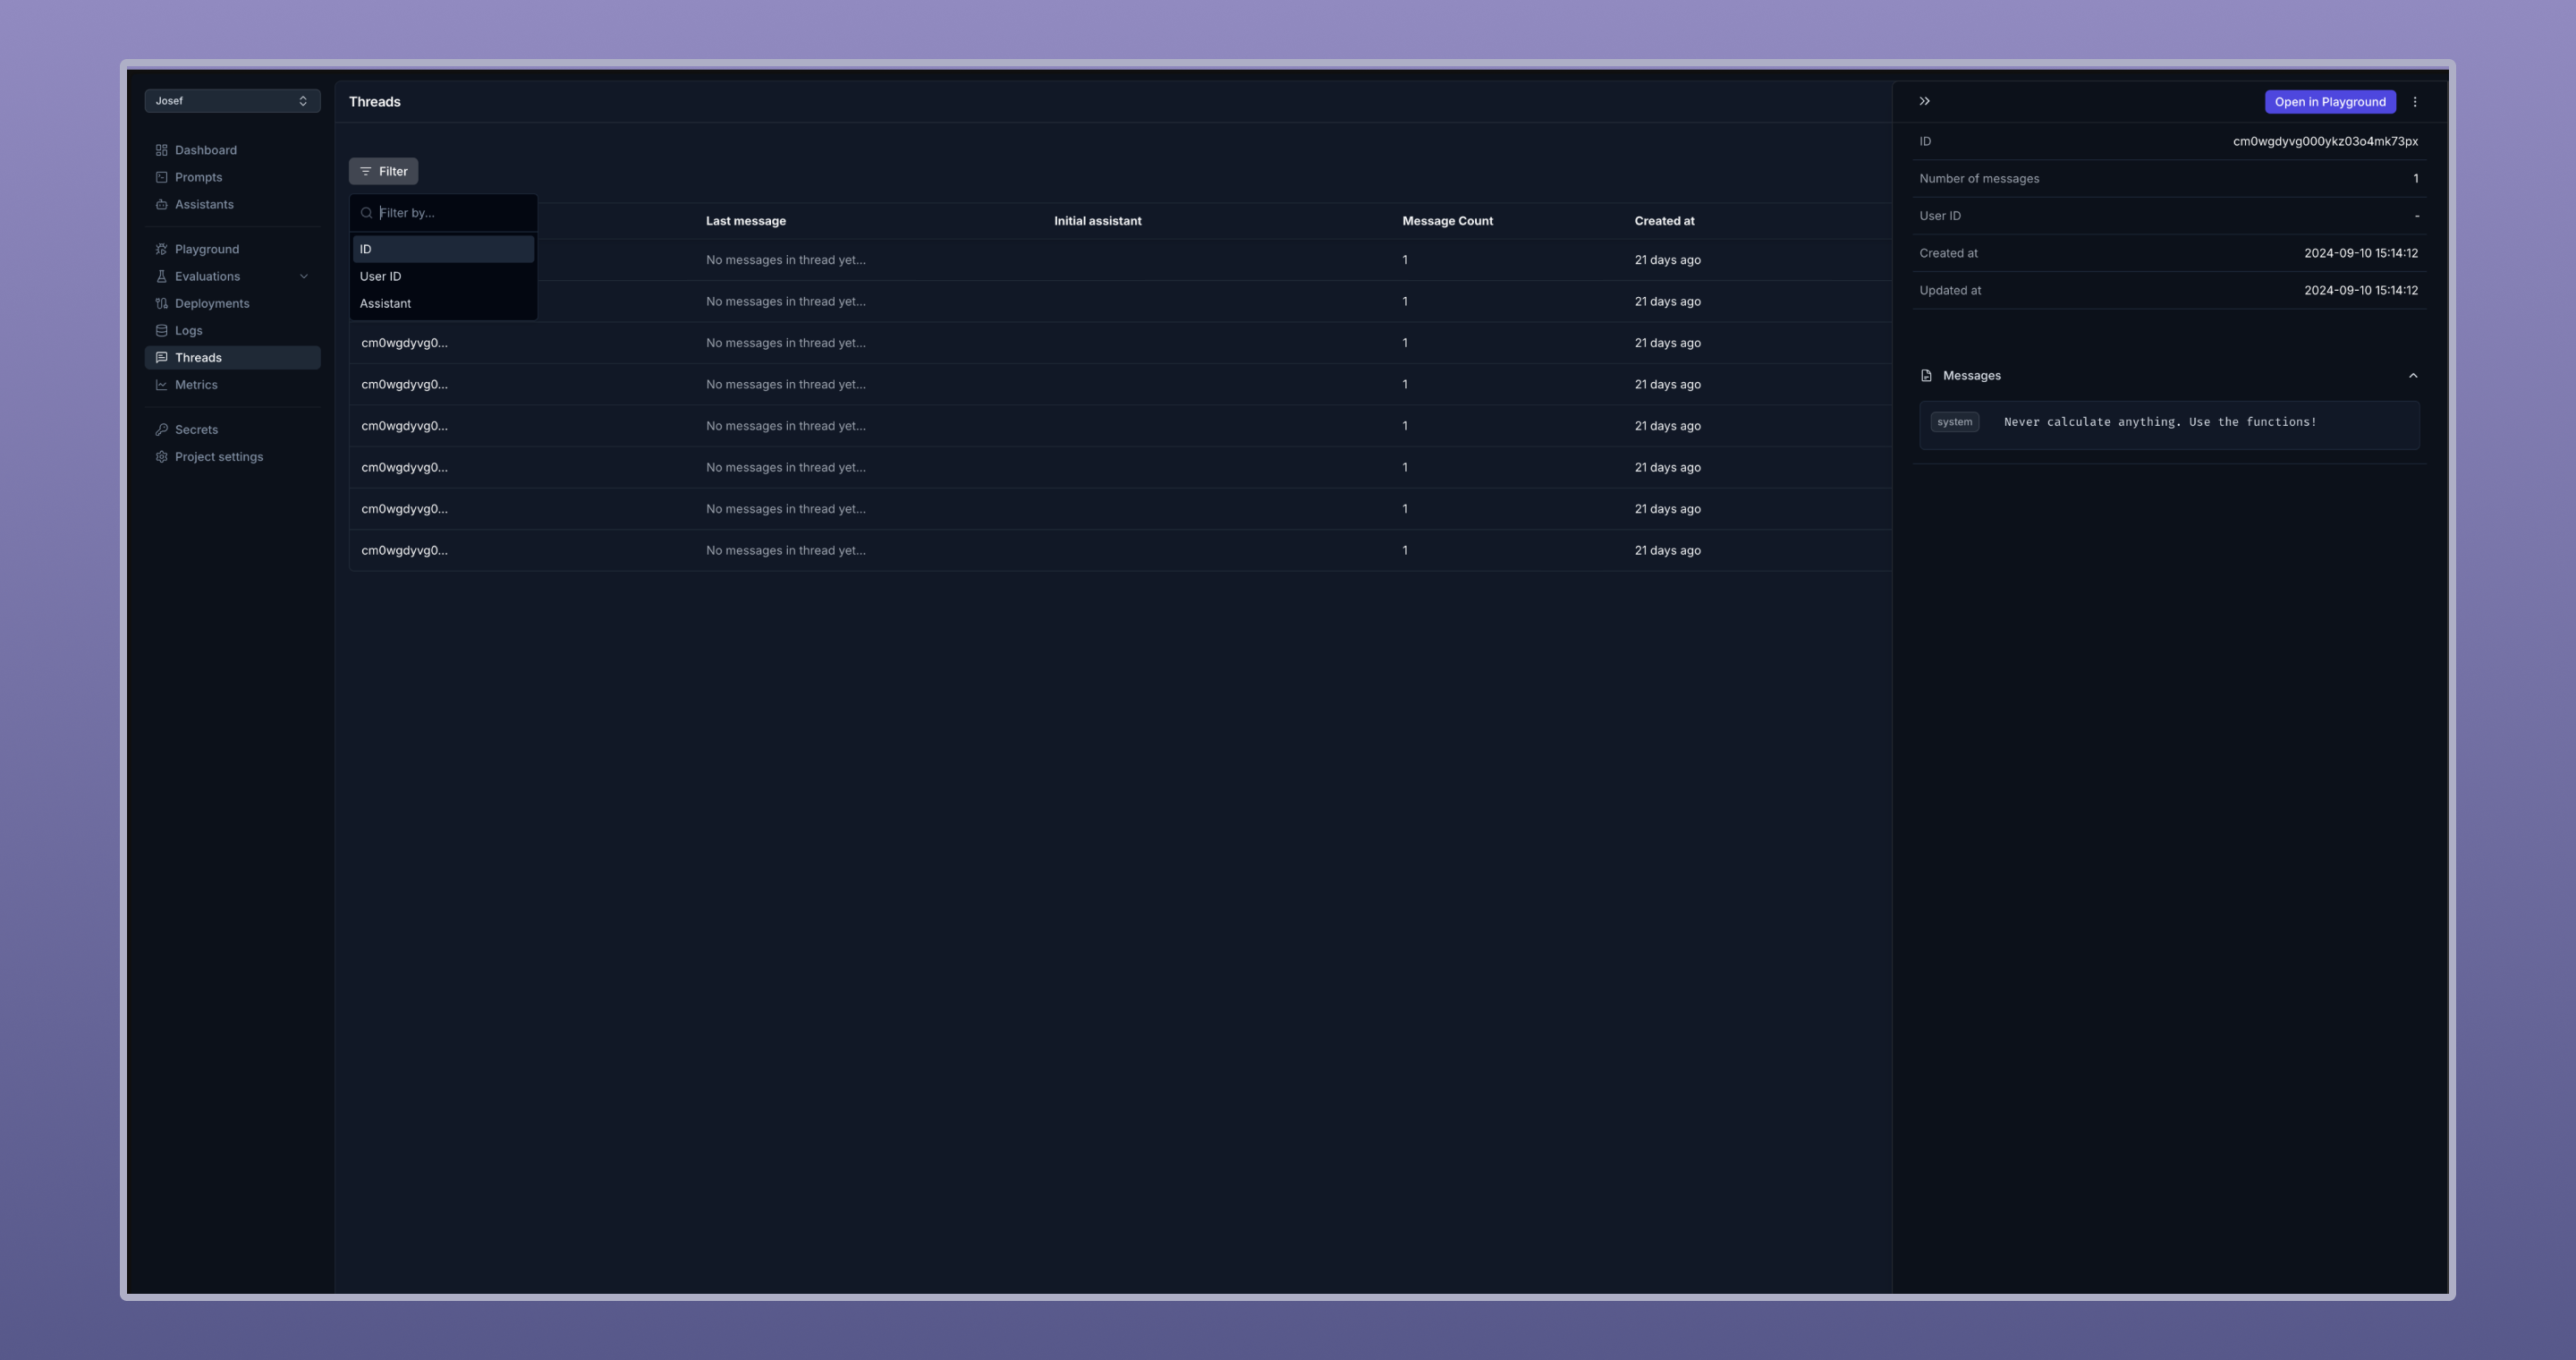 Josef
Dashboard
Prompts
Assistants
Playground
Evaluations
Deployments
Logs
Threads
Metrics
Secrets
Project settings
Threads
Filter
Filter by...
ID
User ID
Assistant
Last message Initial assistant Message Count Created at
No messages in thread yet... 1 21 days ago
No messages in thread yet... 1 21 days ago
cm0wgdyvg0... No messages in thread yet... 1 21 days ago
cm0wgdyvg0... No messages in thread yet... 1 21 days ago
cm0wgdyvg0... No messages in thread yet... 1 21 days ago
cm0wgdyvg0... No messages in thread yet... 1 21 days ago
cm0wgdyvg0... No messages in thread yet... 1 21 days ago
cm0wgdyvg0... No messages in thread yet... 1 21 days ago
Open in Playground
ID cm0wgdyvg000ykz03o4mk73px
Number of messages 1
User ID -
Created at 2024-09-10 15:14:12
Updated at 2024-09-10 15:14:12
Messages
system Never calculate anything. Use the functions!